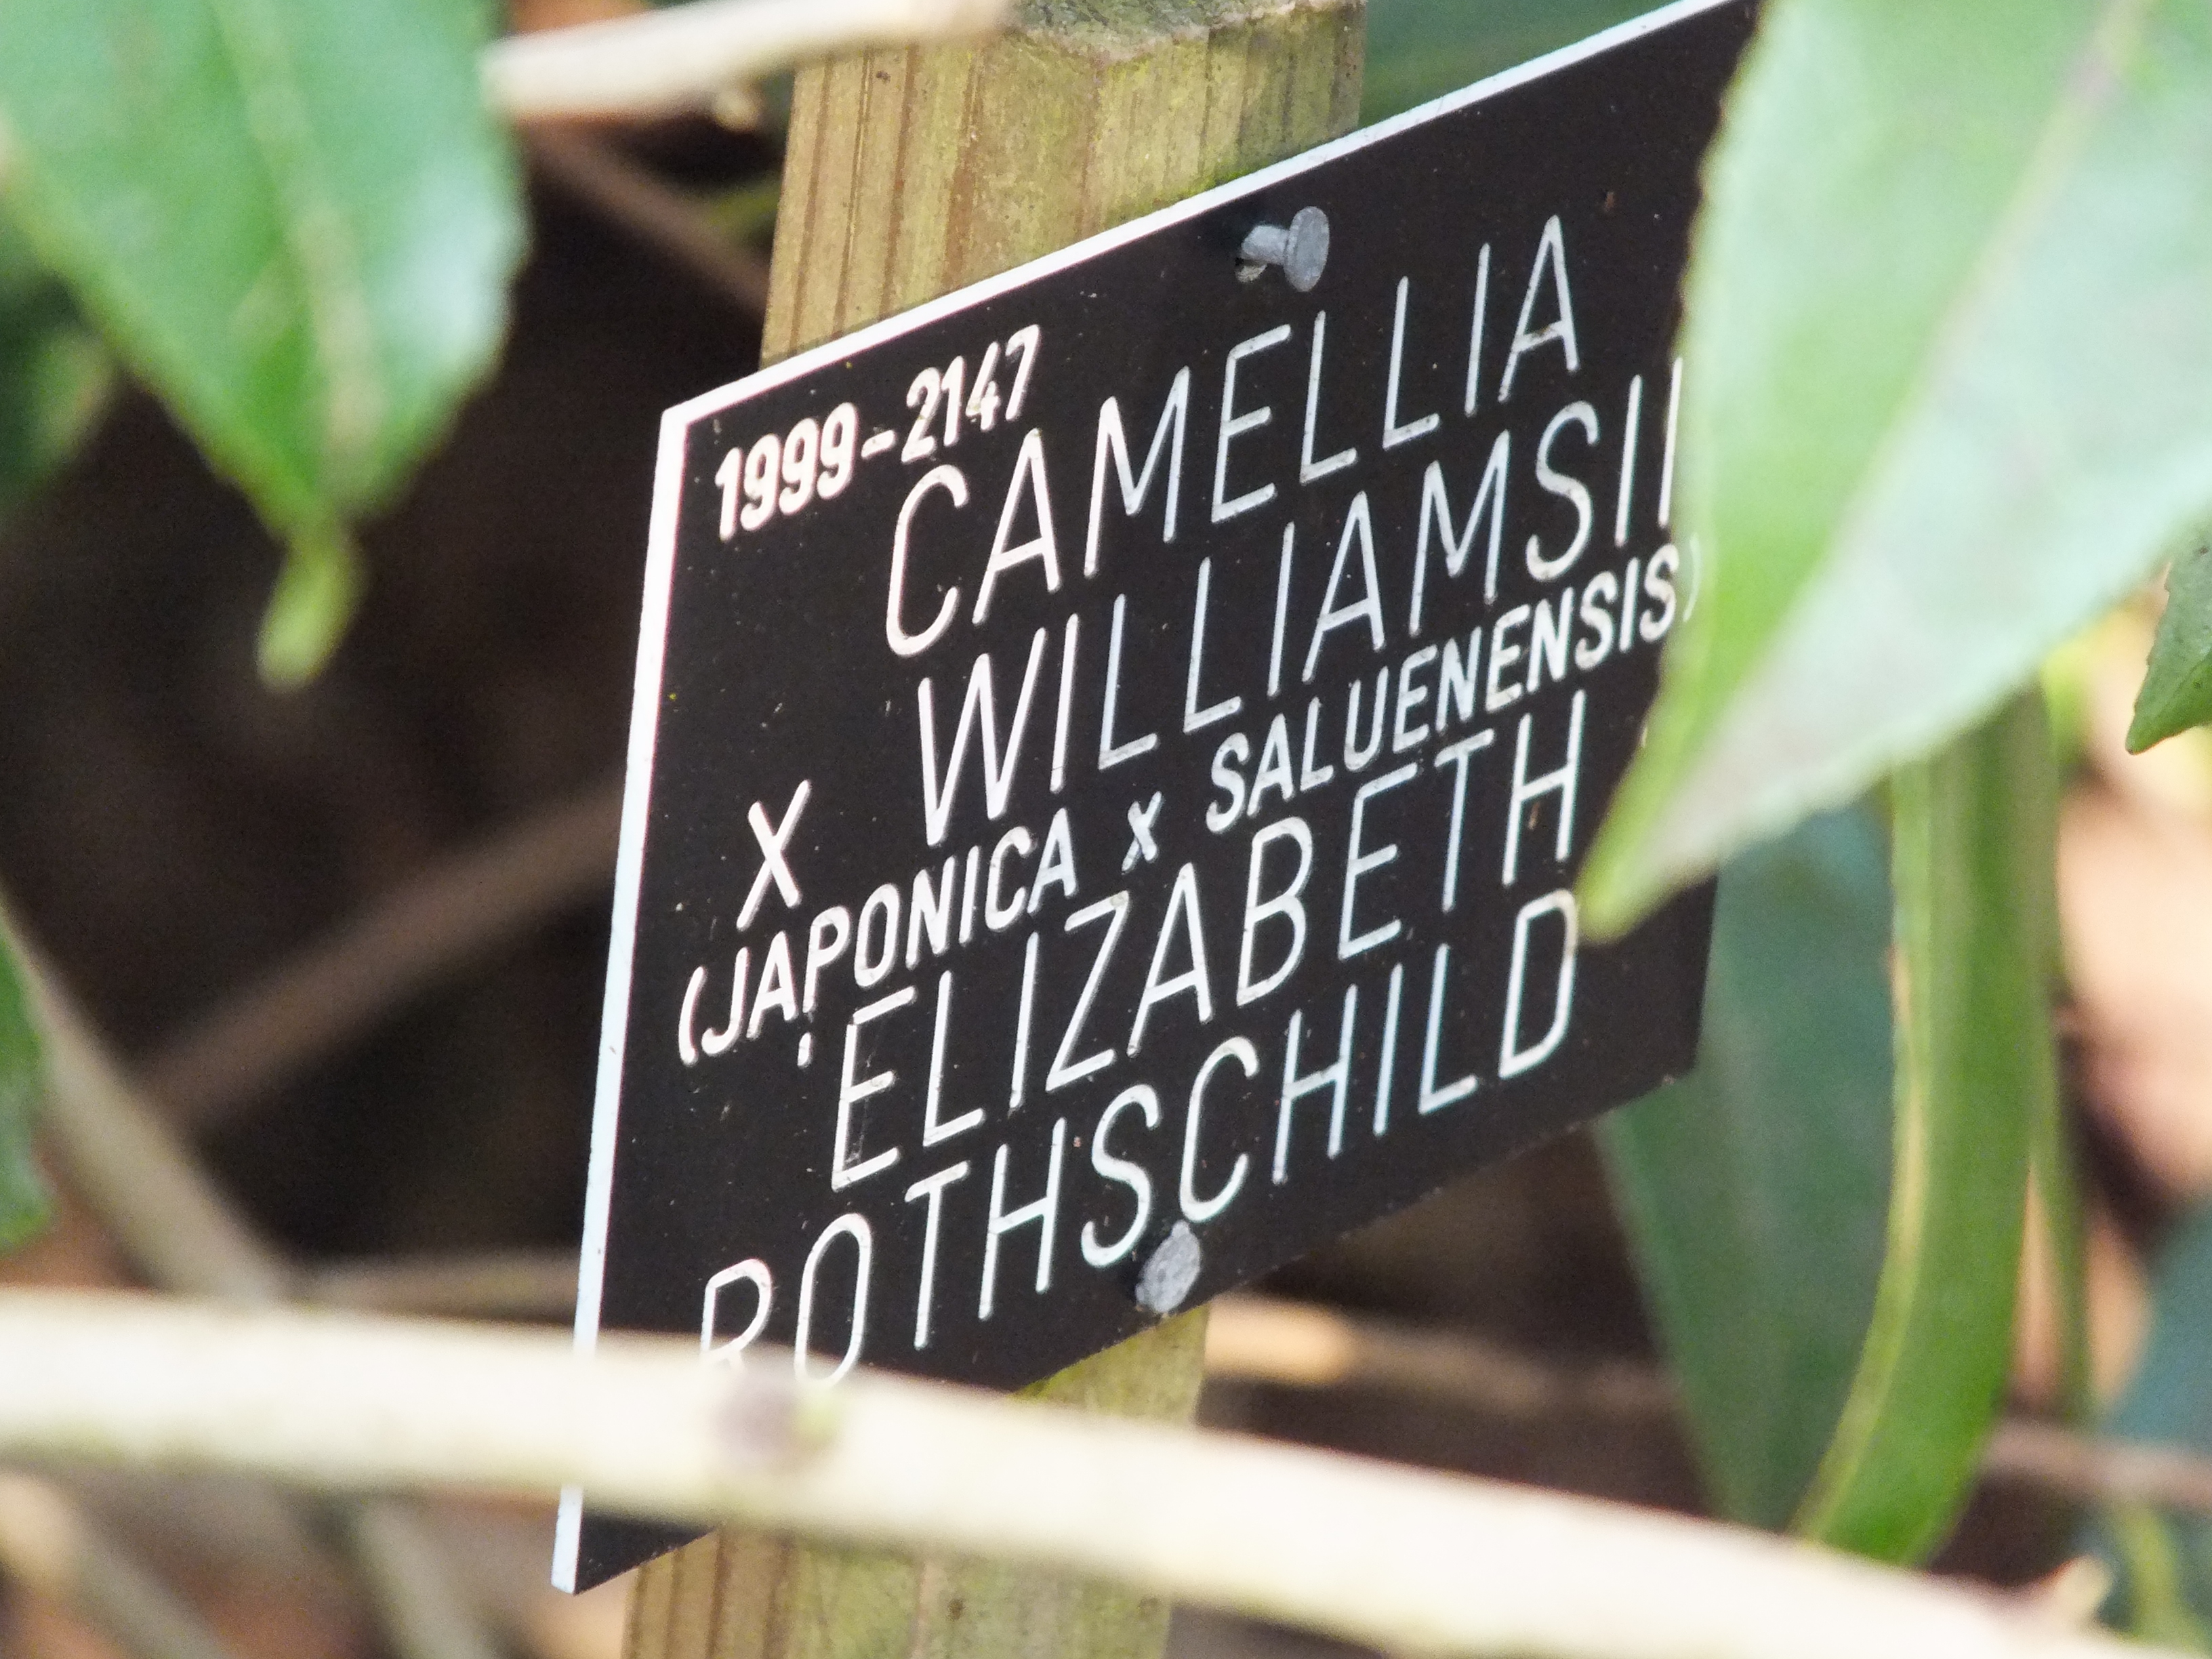 1999-2147
CAMELLIA
X WILLIAMSII
(JAPONICA x SALUENENSIS)
'ELIZABETH
ROTHSCHILD